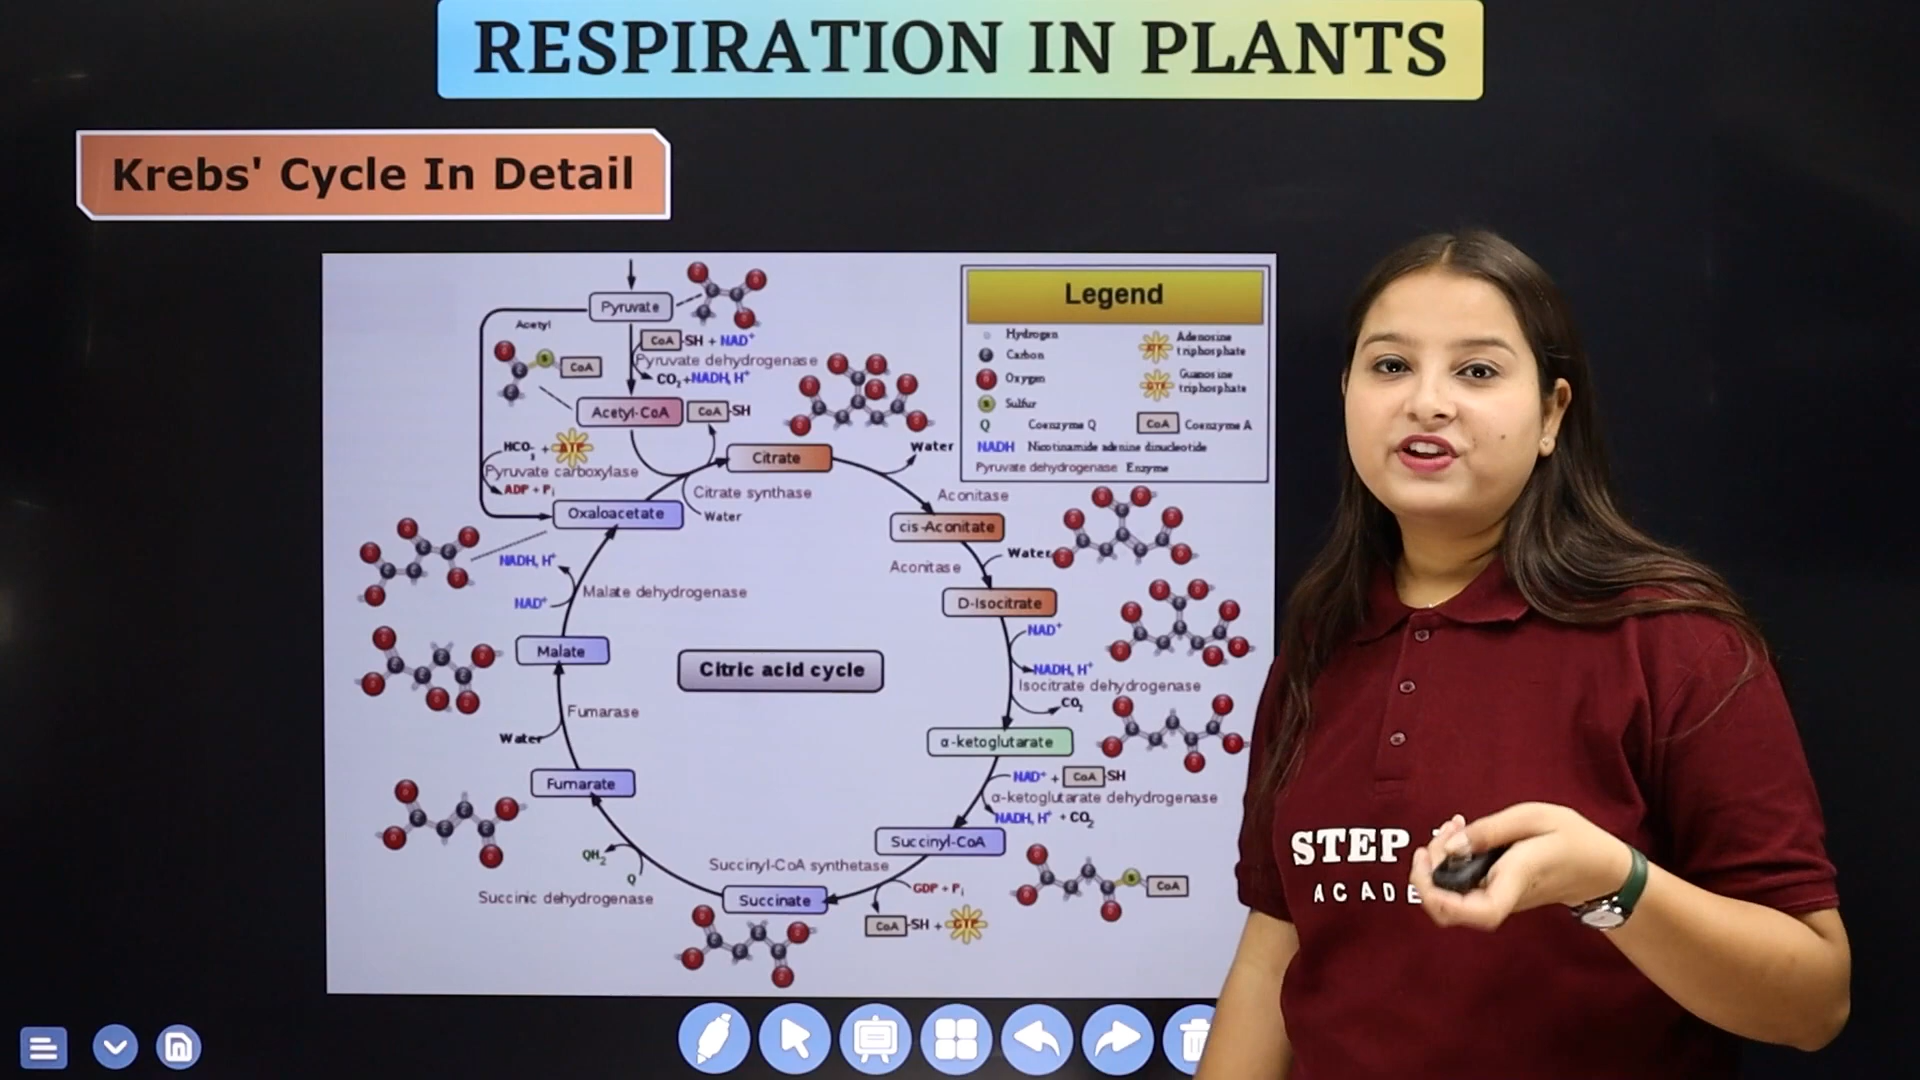 RESPIRATION IN PLANTS
Krebs' Cycle In Detail
Pyruvate
Acetyl
CoA
CoA -SH + NAD+
Pyruvate dehydrogenase
CO2 +NADH, H+
Acetyl-CoA
CoA -SH
HCO3- + ATP
Pyruvate carboxylase
ADP + Pi
Oxaloacetate
Citrate
Citrate synthase
Water
Water
Legend
Hydrogen
Carbon
Oxygen
Sulfur
Q Coenzyme Q
Adenosine
triphosphate
ATP
Guanosine
triphosphate
GTP
CoA Coenzyme A
NADH Nicotinamide adenine dinucleotide
Pyruvate dehydrogenase Enzyme
Aconitase
cis-Aconitate
Water
Aconitase
D-Isocitrate
NAD+
NADH, H+
Isocitrate dehydrogenase
CO2
α-ketoglutarate
NAD+ + CoA -SH
α-ketoglutarate dehydrogenase
NADH, H+ + CO2
Succinyl-CoA
CoA
Succinyl-CoA synthetase
GDP + Pi
CoA -SH + GTP
Succinate
QH2
Q
Succinic dehydrogenase
Fumarate
Water
Fumarase
Malate
NAD+
Malate dehydrogenase
NADH, H+
Citric acid cycle
STEP
ACADE